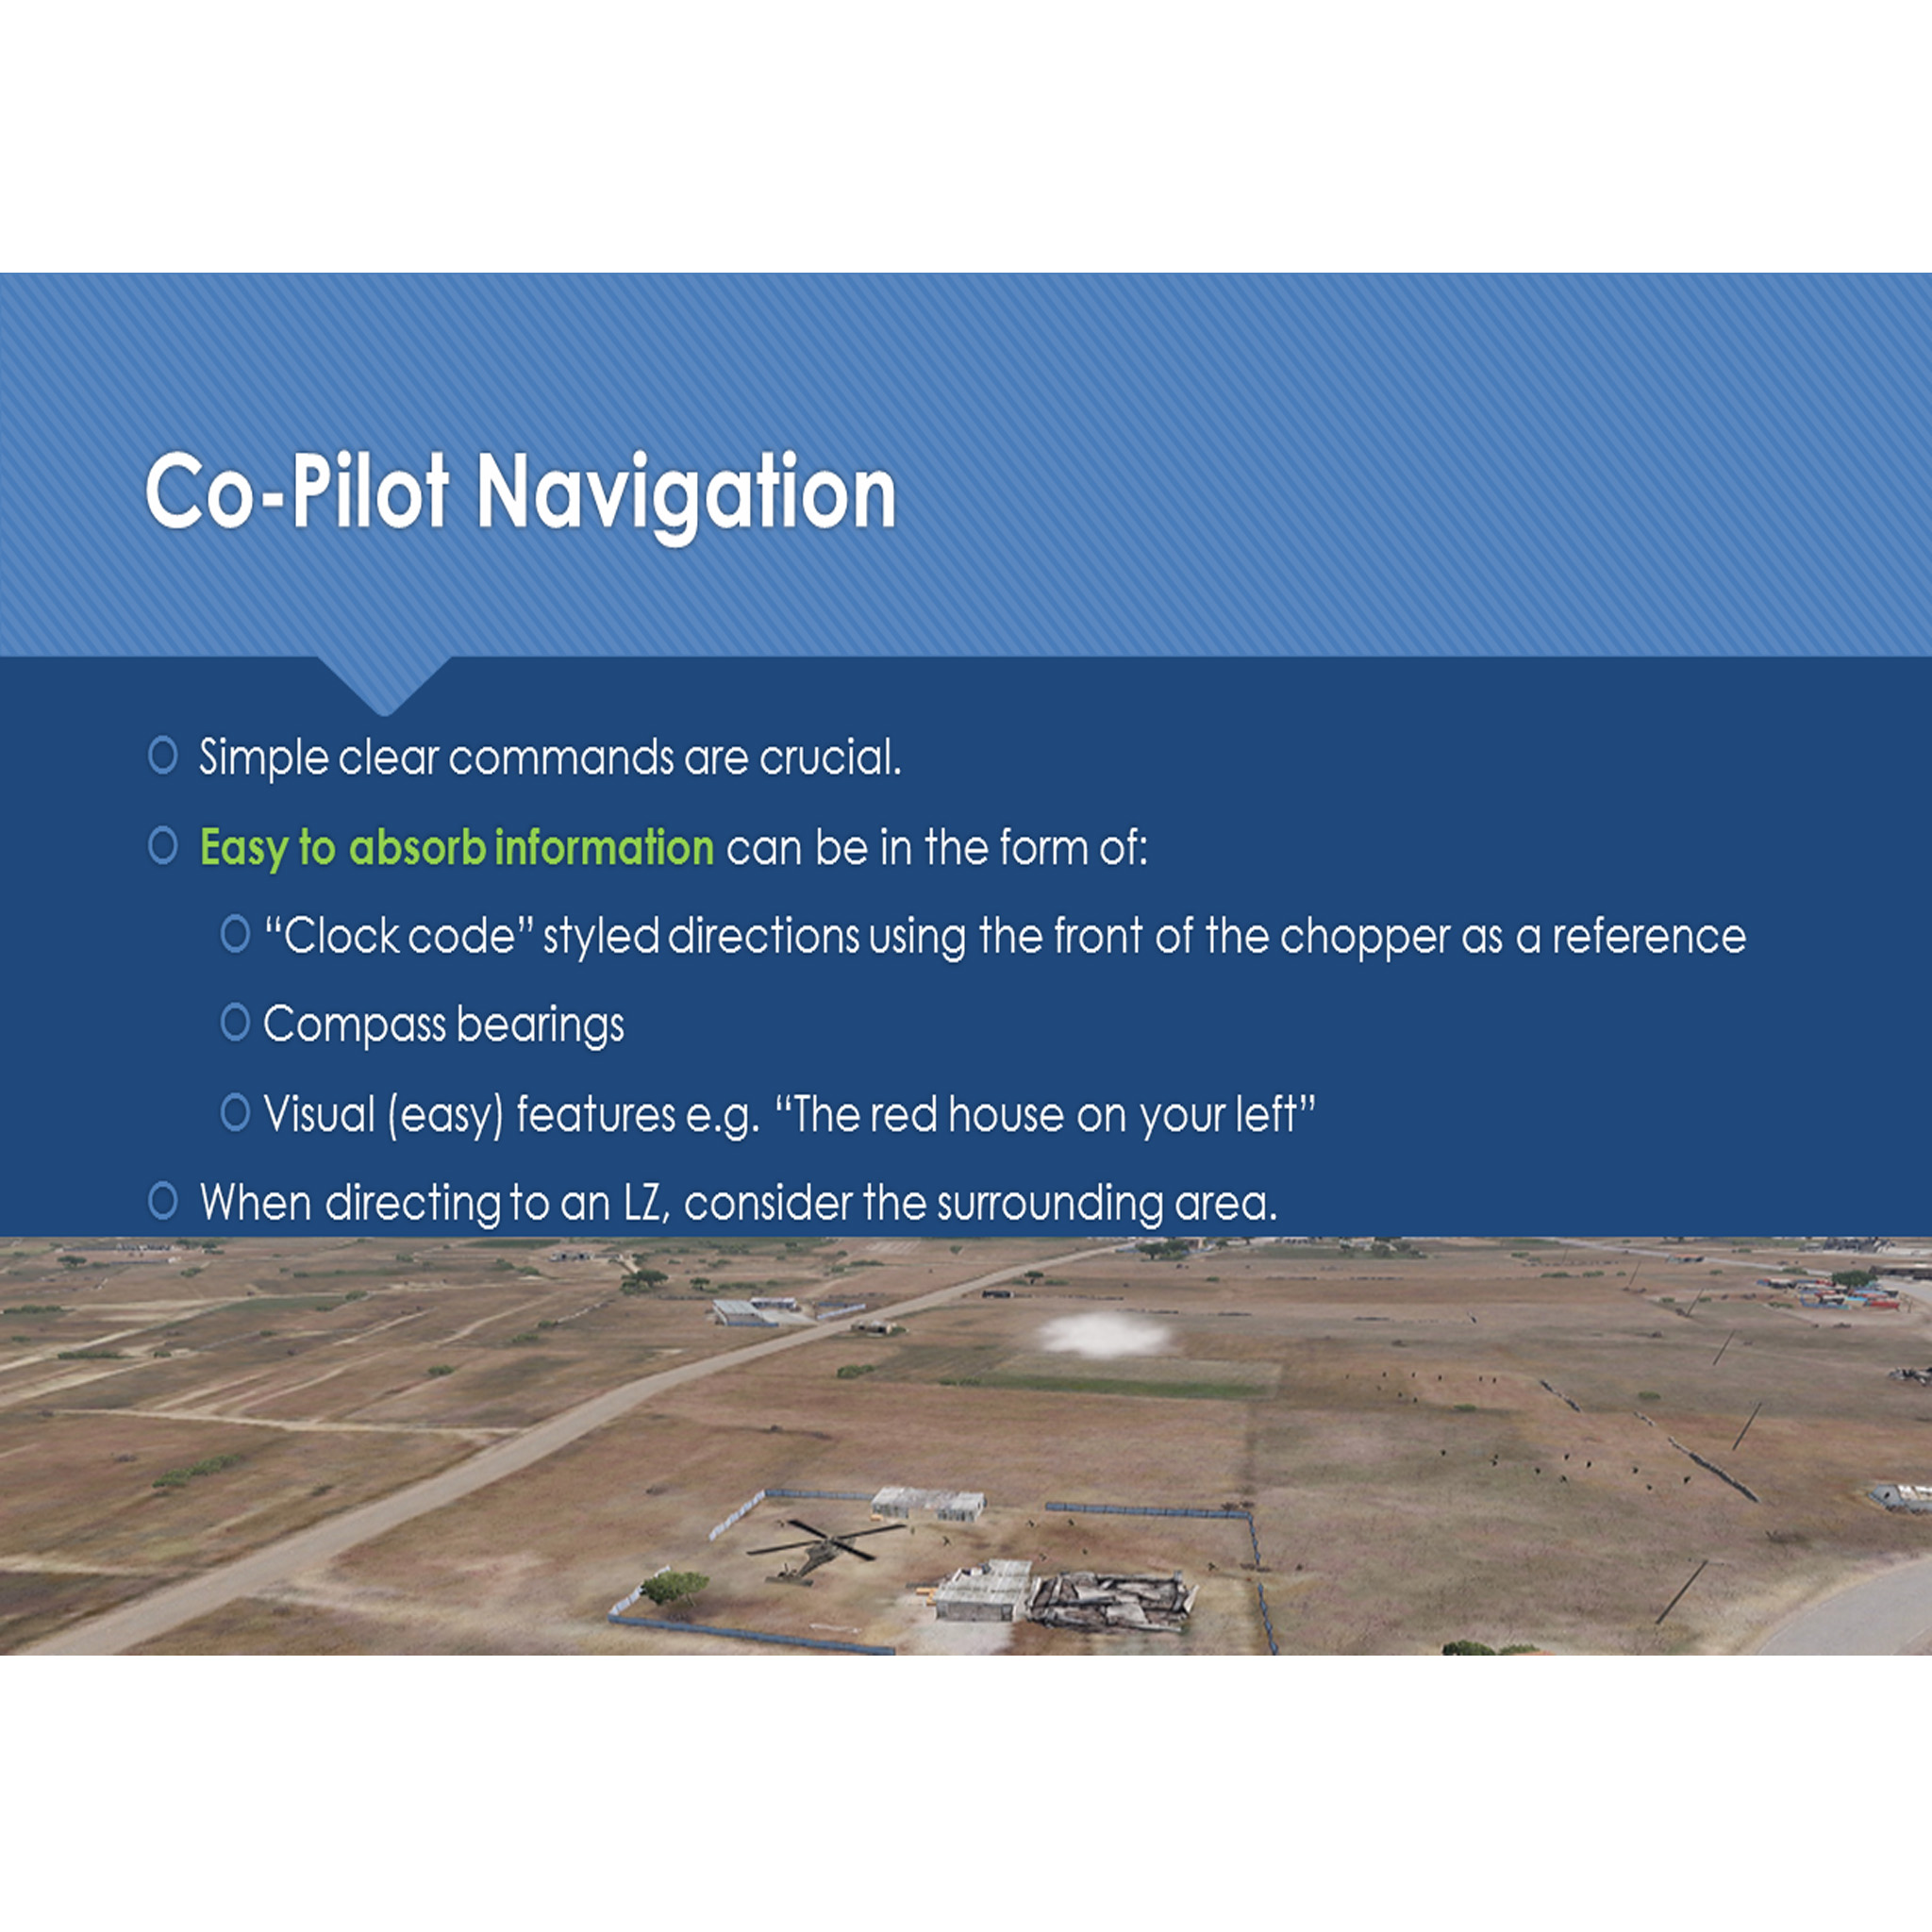 Co-Pilot Navigation
Simple clear commands are crucial.
Easy to absorb information can be in the form of:
“Clock code” styled directions using the front of the chopper as a reference
Compass bearings
Visual (easy) features e.g. “The red house on your left”
When directing to an LZ, consider the surrounding area.